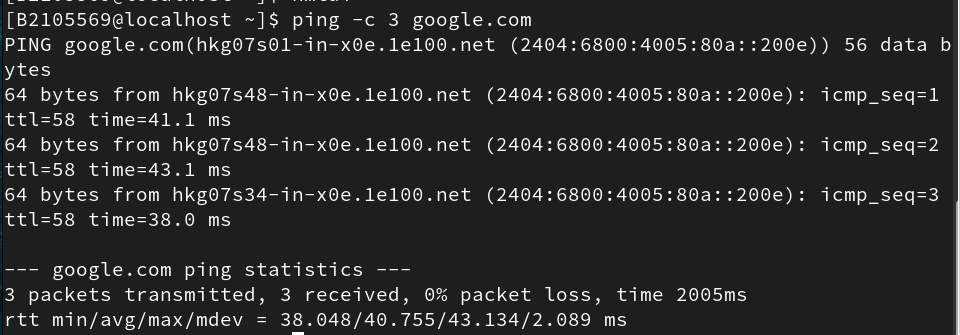 [B2105569@localhost ~]$ ping -c 3 google.com
PING google.com(hkg07s01-in-x0e.1e100.net (2404:6800:4005:80a::200e)) 56 data b
ytes
64 bytes from hkg07s48-in-x0e.1e100.net (2404:6800:4005:80a::200e): icmp_seq=1
ttl=58 time=41.1 ms
64 bytes from hkg07s48-in-x0e.1e100.net (2404:6800:4005:80a::200e): icmp_seq=2
ttl=58 time=43.1 ms
64 bytes from hkg07s34-in-x0e.1e100.net (2404:6800:4005:80a::200e): icmp_seq=3
ttl=58 time=38.0 ms
--- google.com ping statistics ---
3 packets transmitted, 3 received, 0% packet loss, time 2005ms
rtt min/avg/max/mdev = 38.048/40.755/43.134/2.089 ms